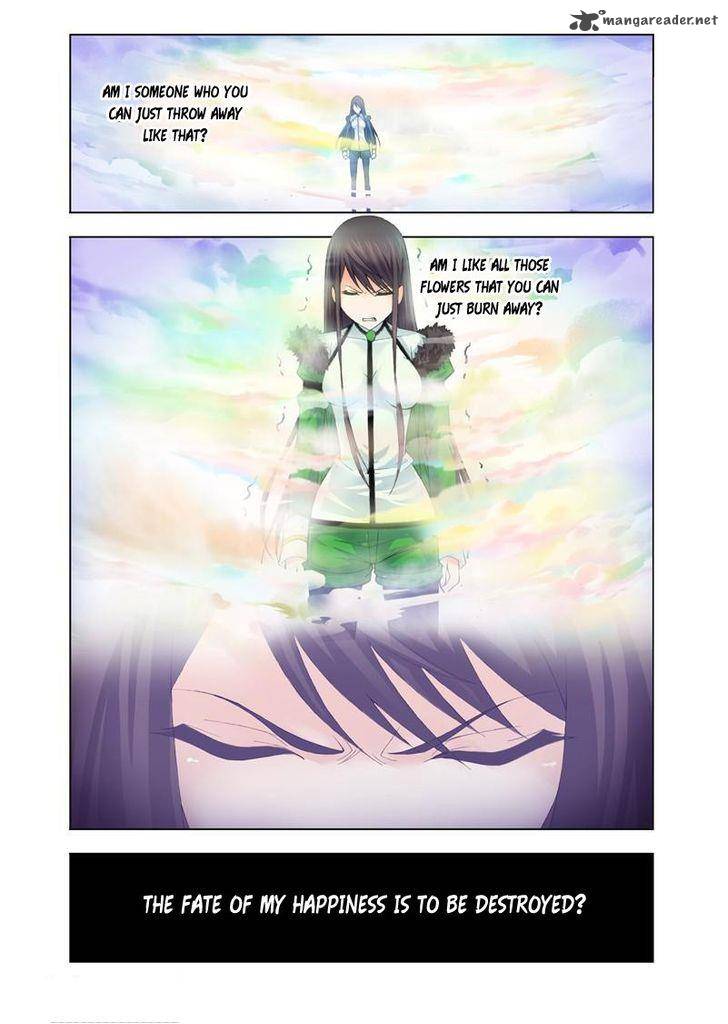 mangareader.net
AM I SOMEONE WHO YOU
CAN JUST THROW AWAY
LIKE THAT?
AM I LIKE ALL THOSE
FLOWERS THAT YOU CAN
JUST BURN AWAY?
THE FATE OF MY HAPPINESS IS TO BE DESTROYED?